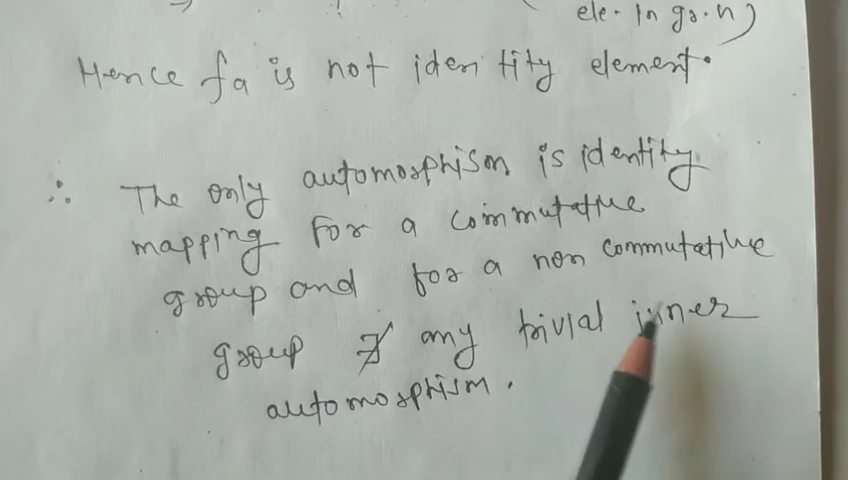 ele. in gr. n)
Hence fa is not identity element.
∴ The only automorphism is identity
mapping for a commutative
group and for a non commutative
group ∄ any trivial inner
automorphism.